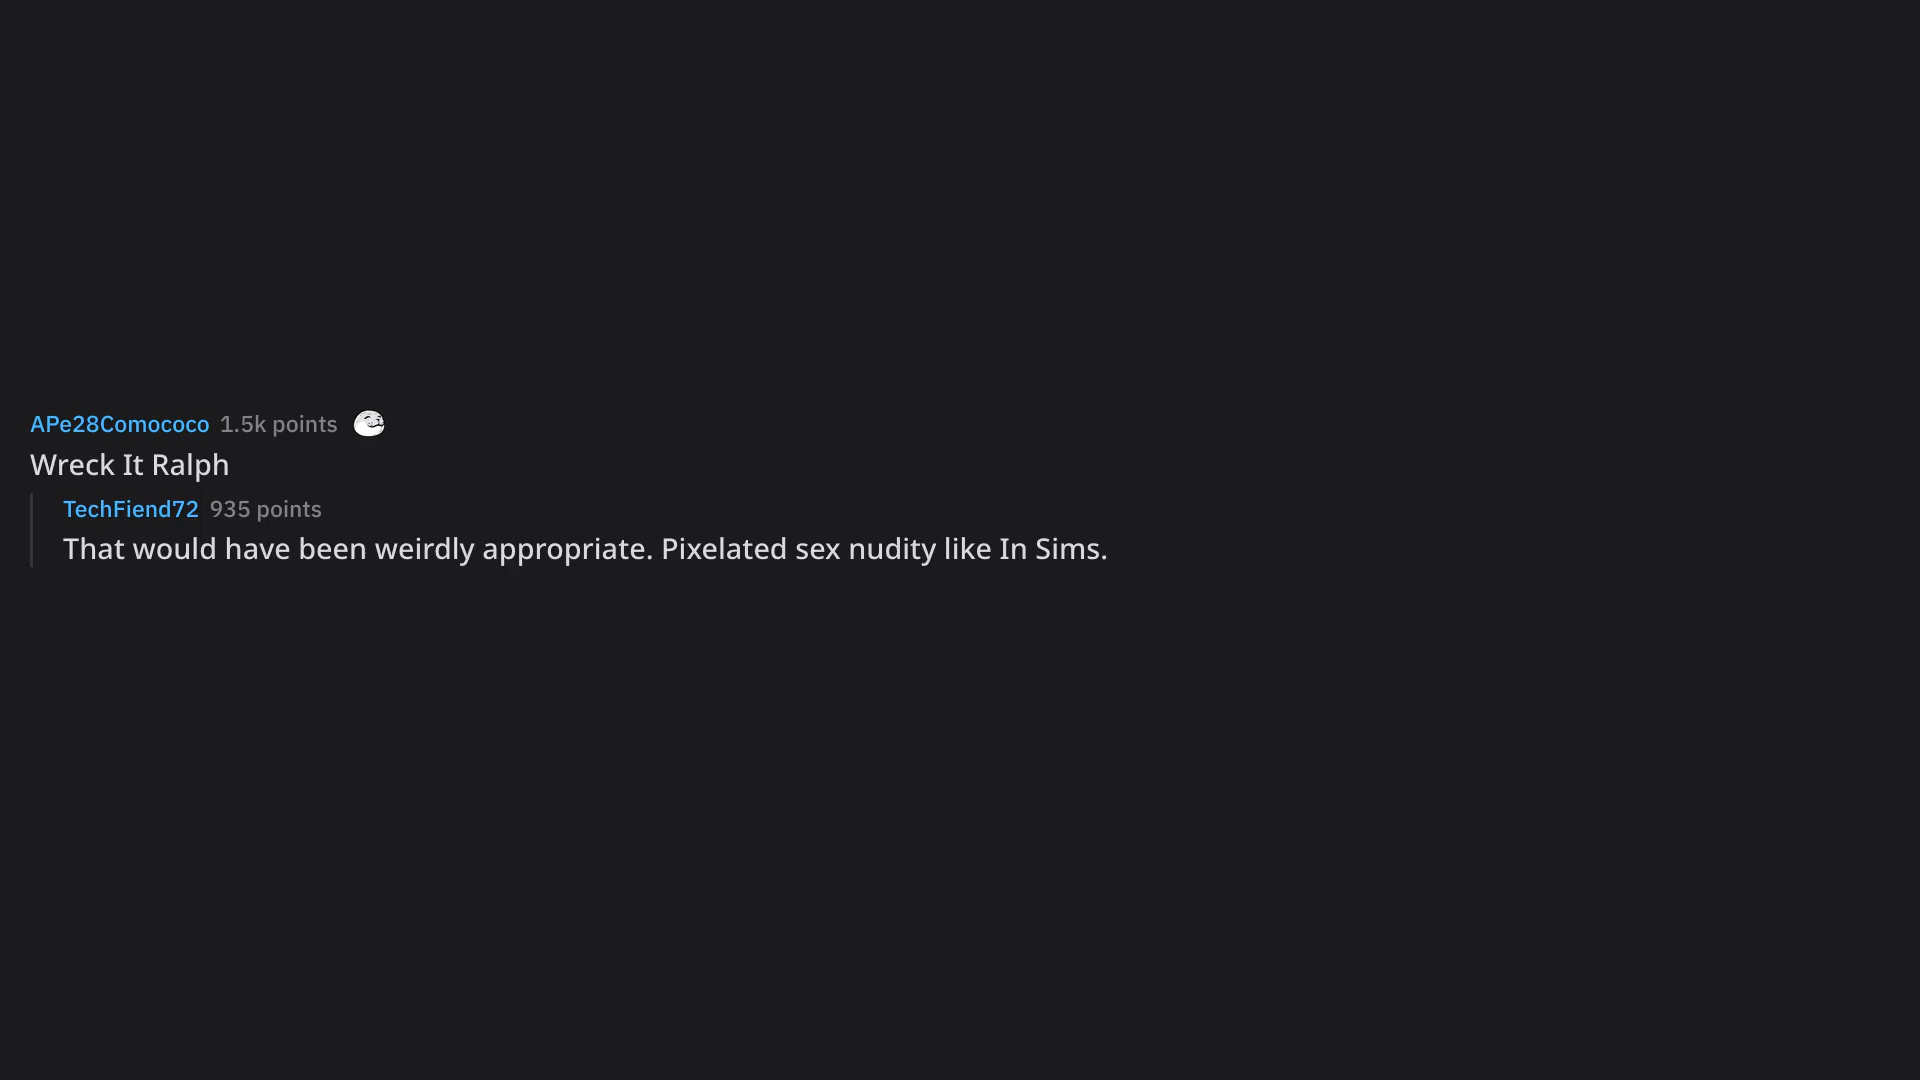 APe28Comococo 1.5k points
Wreck It Ralph
TechFiend72 935 points
That would have been weirdly appropriate. Pixelated sex nudity like In Sims.